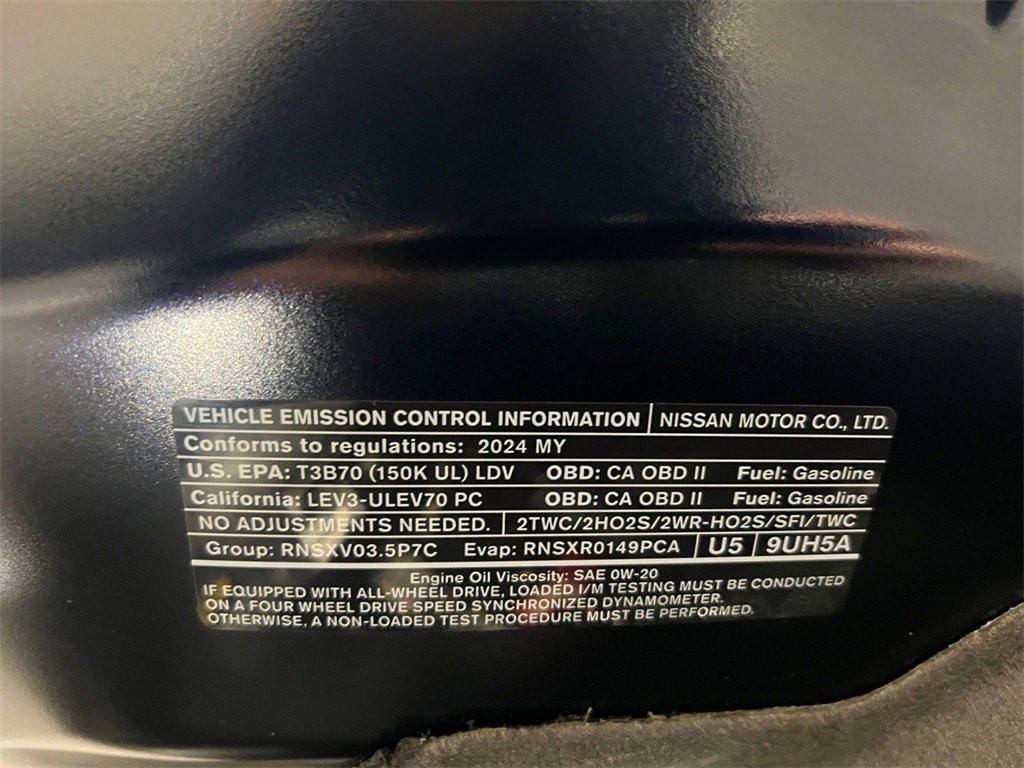 VEHICLE EMISSION CONTROL INFORMATION NISSAN MOTOR CO., LTD.
Conforms to regulations: 2024 MY
U.S. EPA: T3B70 (150K UL) LDV OBD: CA OBD II Fuel: Gasoline
California: LEV3-ULEV70 PC OBD: CA OBD II Fuel: Gasoline
NO ADJUSTMENTS NEEDED. 2TWC/2HO2S/2WR-HO2S/SFI/TWC
Group: RNSXV03.5P7C Evap: RNSXR0149PCA U5 9UH5A
Engine Oil Viscosity: SAE 0W-20
IF EQUIPPED WITH ALL-WHEEL DRIVE, LOADED I/M TESTING MUST BE CONDUCTED
ON A FOUR WHEEL DRIVE SPEED SYNCHRONIZED DYNAMOMETER.
OTHERWISE, A NON-LOADED TEST PROCEDURE MUST BE PERFORMED.